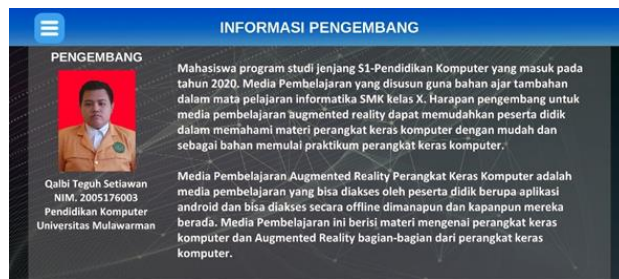 INFORMASI PENGEMBANG
PENGEMBANG
Qalbi Teguh Setiawan
NIM. 2005176003
Pendidikan Komputer
Universitas Mulawarman
Mahasiswa program studi jenjang S1-Pendidikan Komputer yang masuk pada
tahun 2020. Media Pembelajaran yang disusun guna bahan ajar tambahan
dalam mata pelajaran informatika SMK kelas X. Harapan pengembang untuk
media pembelajaran augmented reality dapat memudahkan peserta didik
dalam memahami materi perangkat keras komputer dengan mudah dan
sebagai bahan memulai praktikum perangkat keras komputer.
Media Pembelajaran Augmented Reality Perangkat Keras Komputer adalah
media pembelajaran yang bisa diakses oleh peserta didik berupa aplikasi
android dan bisa diakses secara offline dimanapun dan kapanpun mereka
berada. Media Pembelajaran ini berisi materi mengenai perangkat keras
komputer dan Augmented Reality bagian-bagian dari perangkat keras
komputer.